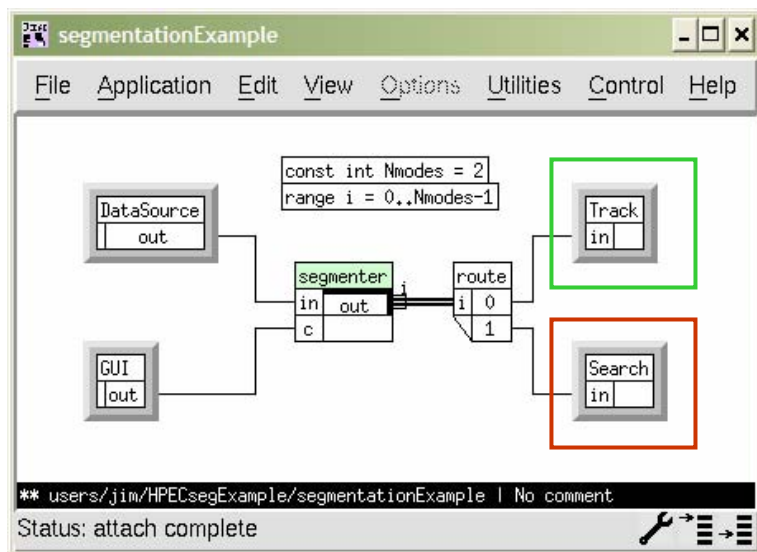 segmentationExample
File Application Edit View Options Utilities Control Help
const int Nmodes = 2
range i = 0..Nmodes-1
DataSource
out
Track
in
segmenter
in out
c
i
route
i 0
1
GUI
out
Search
in
** users/jim/HPECsegExample/segmentationExample | No comment
Status: attach complete